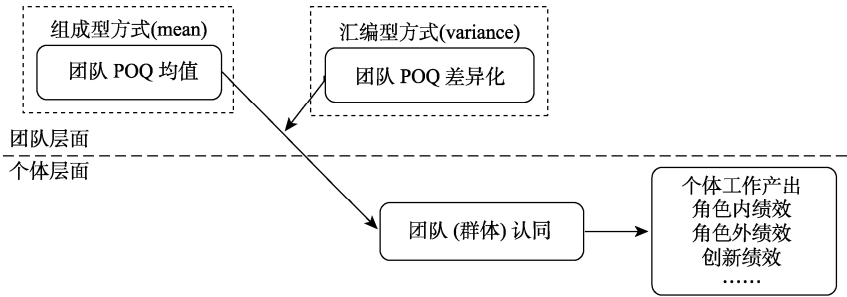 组成型方式(mean)
团队 POQ 均值
汇编型方式(variance)
团队 POQ 差异化
团队层面
个体层面
团队 (群体) 认同
个体工作产出
角色内绩效
角色外绩效
创新绩效
……